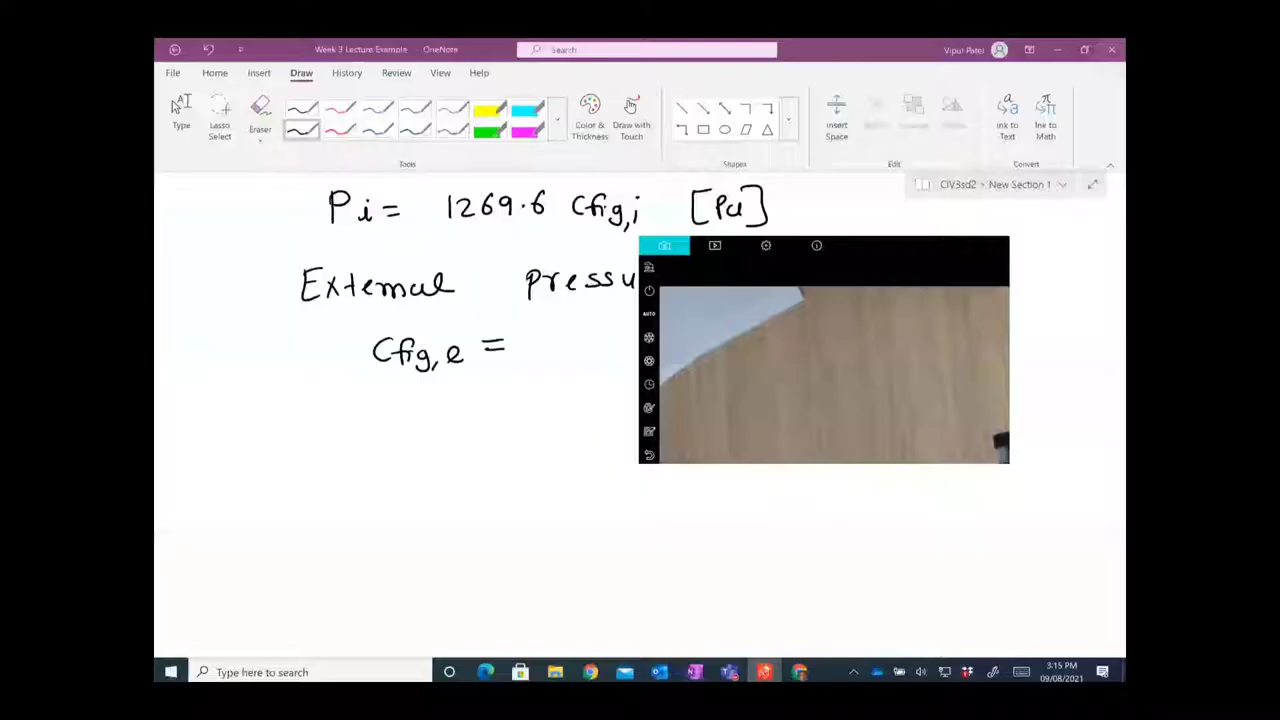 Week 3 Lecture Example - OneNote
Search
Vipul Patel
File Home Insert Draw History Review View Help
Type
Lasso Select
Eraser
Color & Thickness
Draw with Touch
Insert Space
Ink to Text
Ink to Math
Tools
Shapes
Edit
Convert
CIV3sd2 > New Section 1
Pi = 1269.6 Cfig,i [Pa]
External pressu
Cfig,e =
AUTO
Type here to search
3:15 PM
09/08/2021